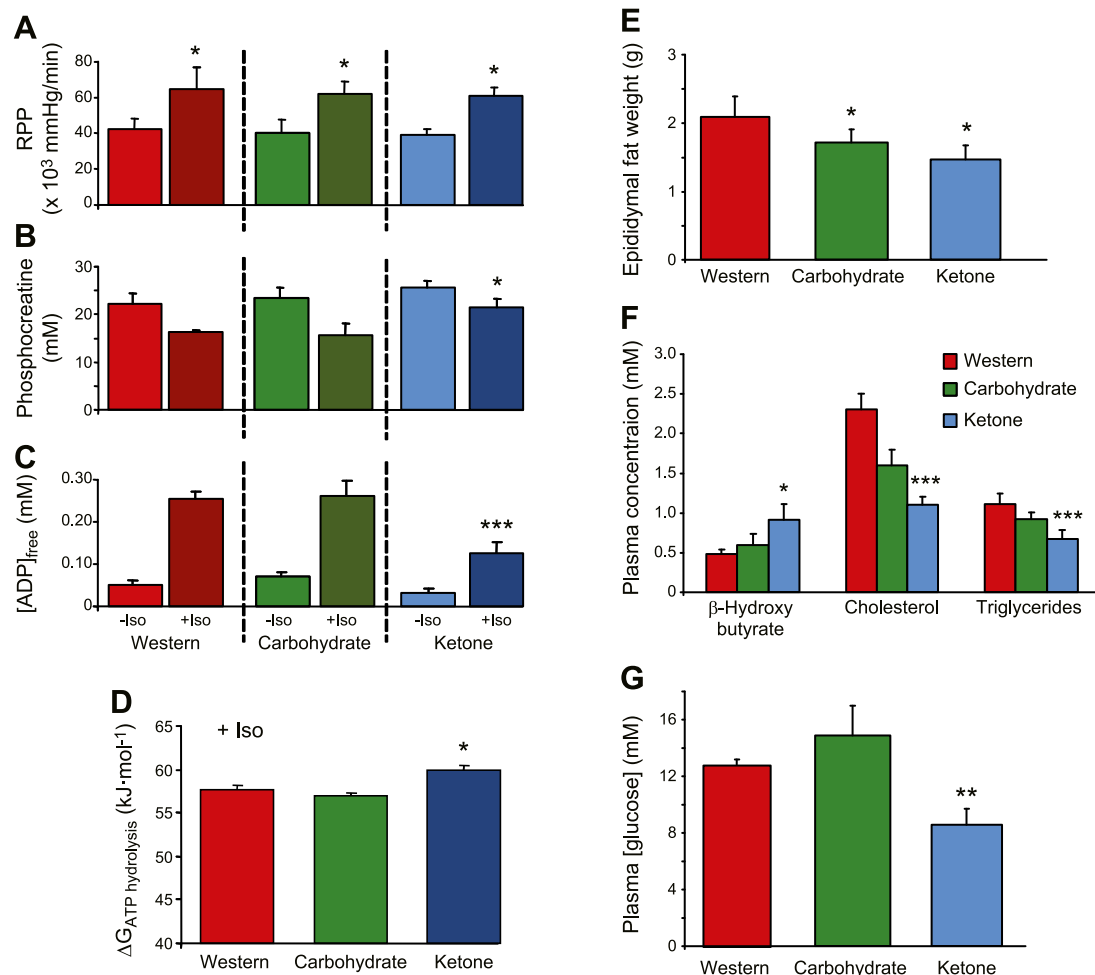 A
RPP
(x 10³ mmHg/min)
80
60
40
20
0
*
*
*
B
Phosphocreatine
(mM)
30
20
10
0
*
C
[ADP]free (mM)
0.30
0.20
0.10
0
***
-Iso
+Iso
-Iso
+Iso
-Iso
+Iso
Western
Carbohydrate
Ketone
D
ΔG ATP hydrolysis (kJ·mol⁻¹)
65
60
55
50
45
40
+ Iso
*
Western
Carbohydrate
Ketone
E
Epididymal fat weight (g)
3
2
1
0
*
*
Western
Carbohydrate
Ketone
F
Plasma concentraion (mM)
3.0
2.5
2.0
1.5
1.0
0.5
0
Western
Carbohydrate
Ketone
*
***
***
β-Hydroxy
butyrate
Cholesterol
Triglycerides
G
Plasma [glucose] (mM)
16
12
8
4
0
**
Western
Carbohydrate
Ketone